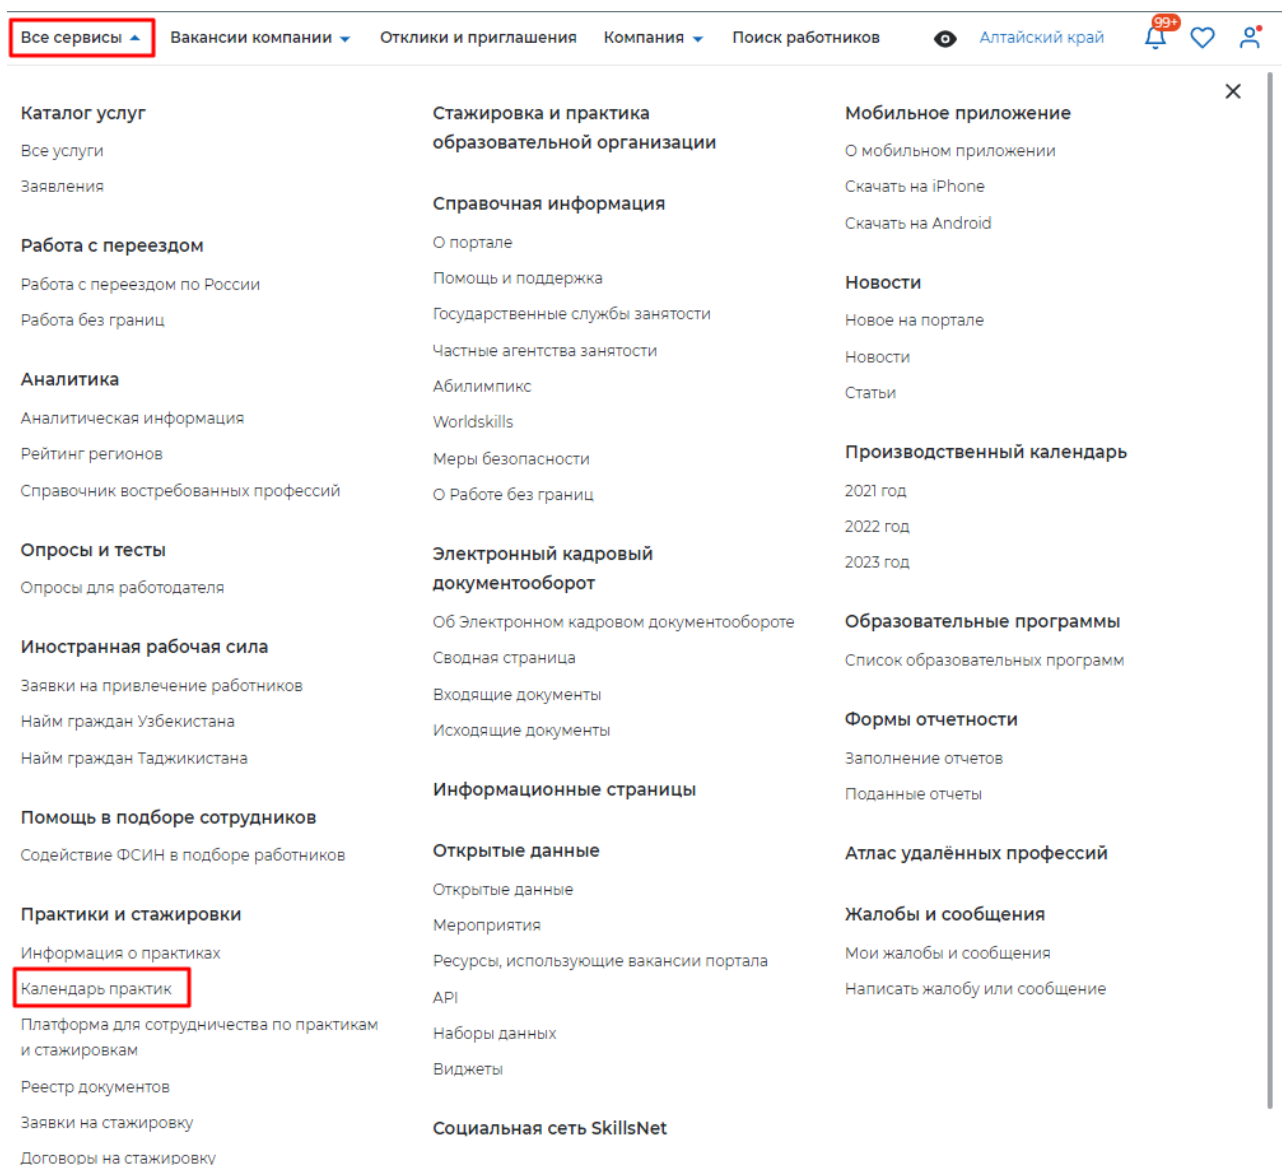 Все сервисы
Вакансии компании
Отклики и приглашения
Компания
Поиск работников
Алтайский край
99+
Каталог услуг
Все услуги
Заявления
Работа с переездом
Работа с переездом по России
Работа без границ
Аналитика
Аналитическая информация
Рейтинг регионов
Справочник востребованных профессий
Опросы и тесты
Опросы для работодателя
Иностранная рабочая сила
Заявки на привлечение работников
Найм граждан Узбекистана
Найм граждан Таджикистана
Помощь в подборе сотрудников
Содействие ФСИН в подборе работников
Практики и стажировки
Информация о практиках
Календарь практик
Платформа для сотрудничества по практикам
и стажировкам
Реестр документов
Заявки на стажировку
Договоры на стажировку
Стажировка и практика
образовательной организации
Справочная информация
О портале
Помощь и поддержка
Государственные службы занятости
Частные агентства занятости
Абилимпикс
Worldskills
Меры безопасности
О Работе без границ
Электронный кадровый
документооборот
Об Электронном кадровом документообороте
Сводная страница
Входящие документы
Исходящие документы
Информационные страницы
Открытые данные
Открытые данные
Мероприятия
Ресурсы, использующие вакансии портала
API
Наборы данных
Виджеты
Социальная сеть SkillsNet
Мобильное приложение
О мобильном приложении
Скачать на iPhone
Скачать на Android
Новости
Новое на портале
Новости
Статьи
Производственный календарь
2021 год
2022 год
2023 год
Образовательные программы
Список образовательных программ
Формы отчетности
Заполнение отчетов
Поданные отчеты
Атлас удалённых профессий
Жалобы и сообщения
Мои жалобы и сообщения
Написать жалобу или сообщение